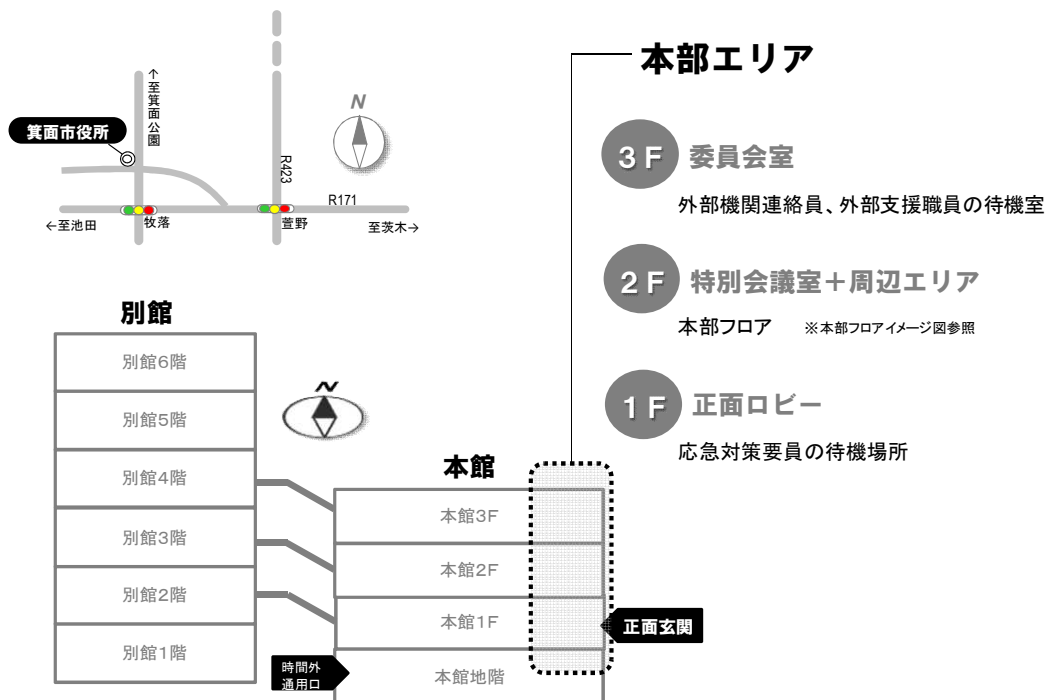 ↑至箕面公園
箕面市役所
N
R423
R171
←至池田
牧落
萱野
至茨木→
本部エリア
3F 委員会室
外部機関連絡員、外部支援職員の待機室
2F 特別会議室＋周辺エリア
本部フロア ※本部フロアイメージ図参照
1F 正面ロビー
応急対策要員の待機場所
別館
別館6階
別館5階
別館4階
別館3階
別館2階
別館1階
N
本館
本館3F
本館2F
本館1F
本館地階
正面玄関
時間外
通用口